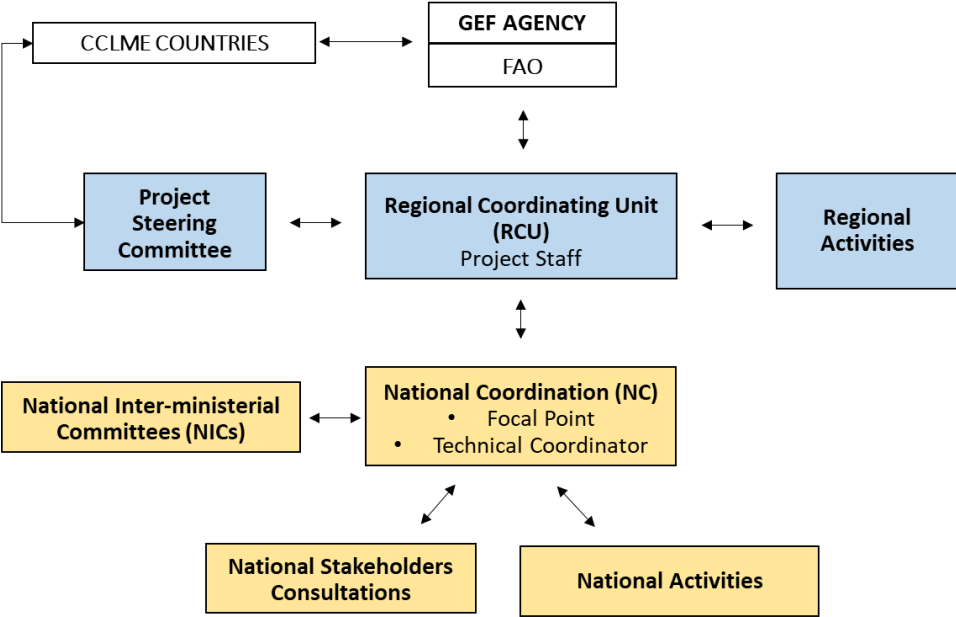 CCLME COUNTRIES
GEF AGENCY
FAO
Project
Steering
Committee
Regional Coordinating Unit
(RCU)
Project Staff
Regional
Activities
National Inter-ministerial
Committees (NICs)
National Coordination (NC)
• Focal Point
• Technical Coordinator
National Stakeholders
Consultations
National Activities